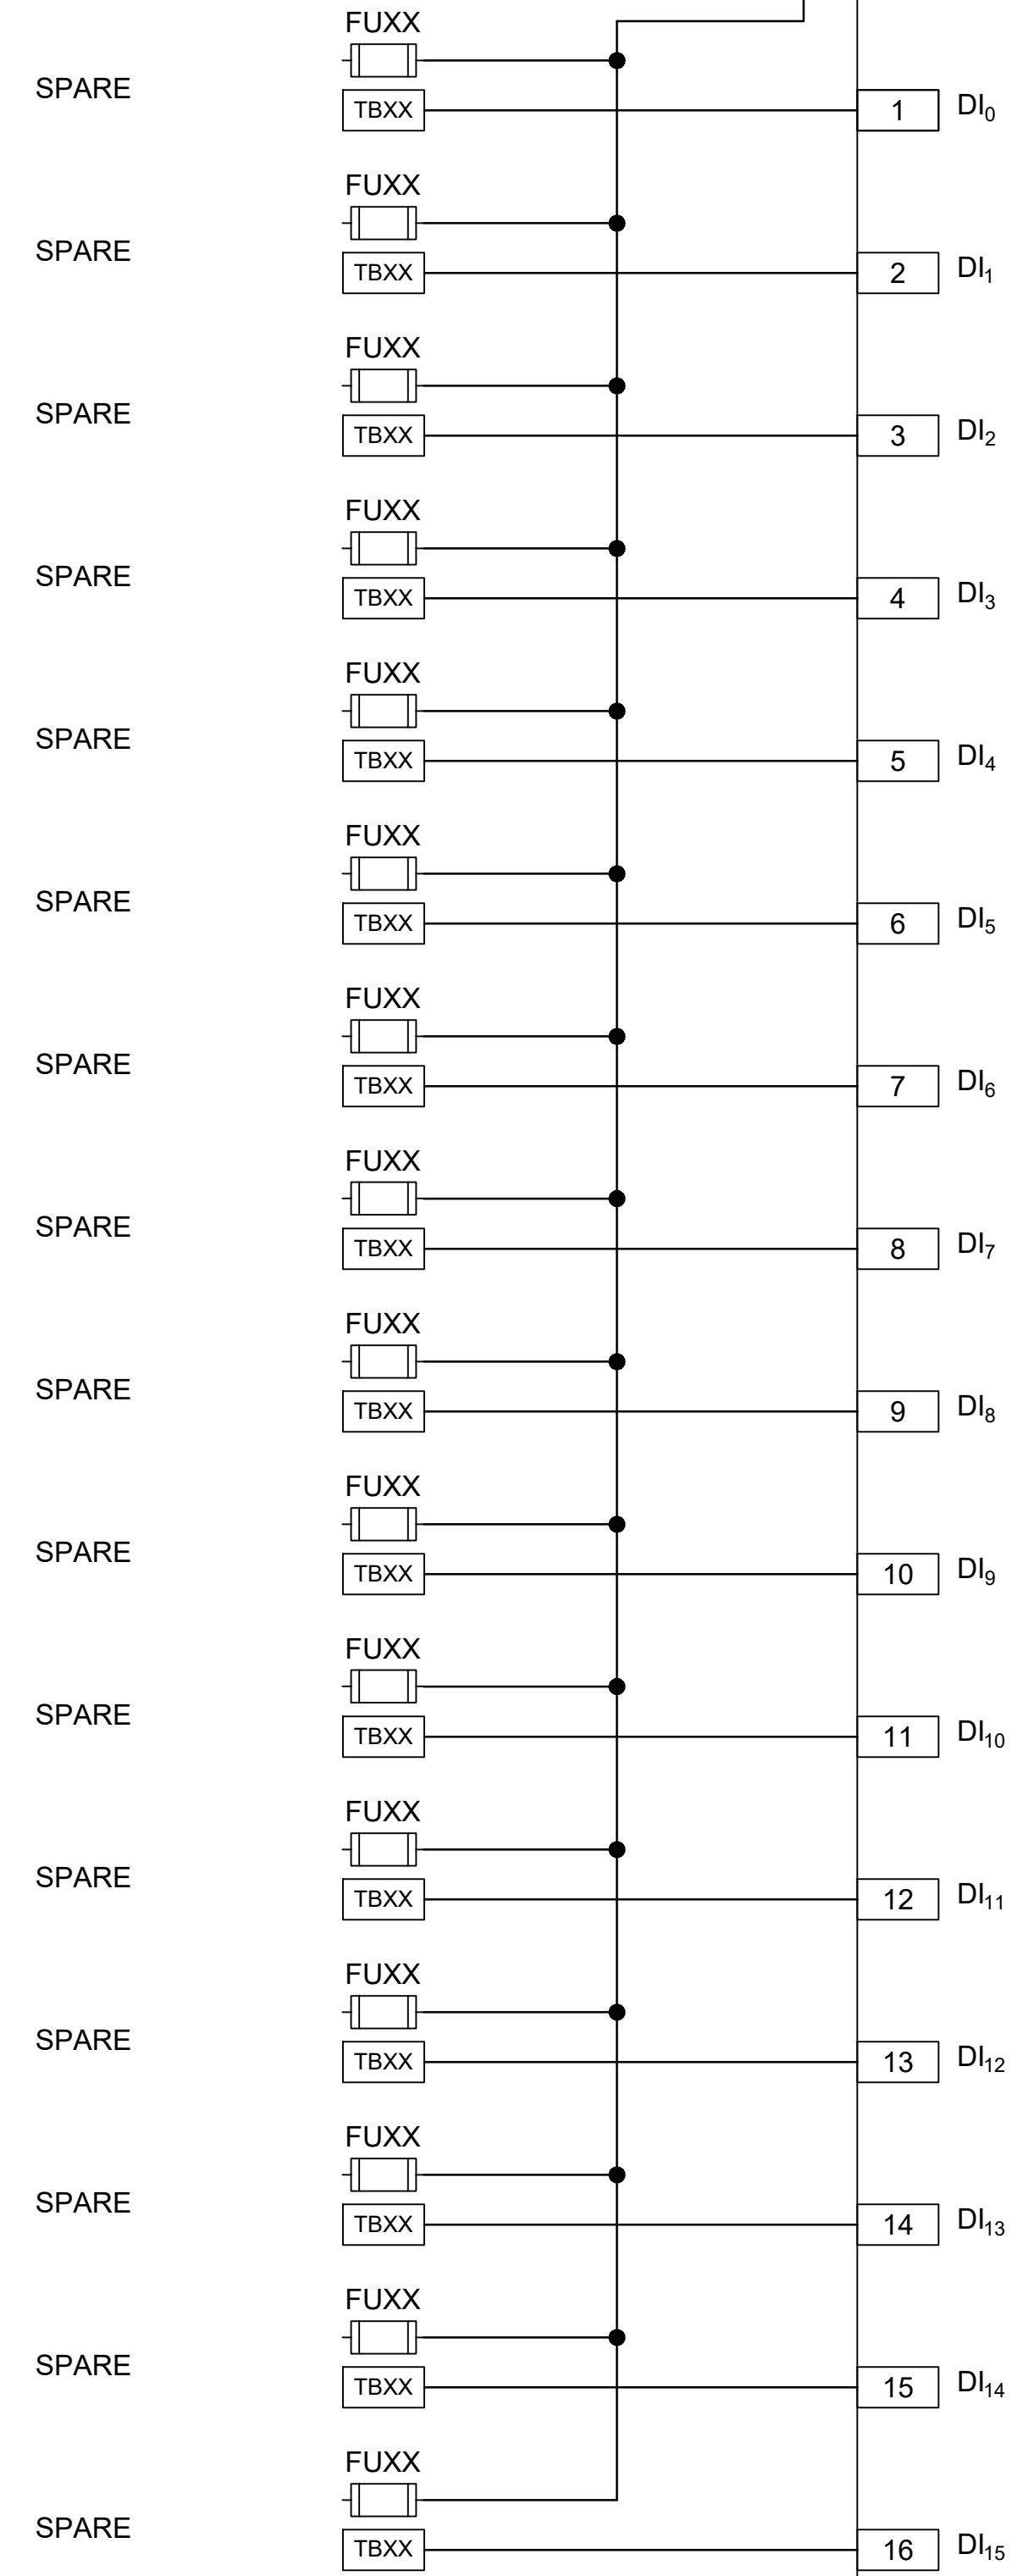 FUXX
SPARE
TBXX 1 DI₀
FUXX
SPARE
TBXX 2 DI₁
FUXX
SPARE
TBXX 3 DI₂
FUXX
SPARE
TBXX 4 DI₃
FUXX
SPARE
TBXX 5 DI₄
FUXX
SPARE
TBXX 6 DI₅
FUXX
SPARE
TBXX 7 DI₆
FUXX
SPARE
TBXX 8 DI₇
FUXX
SPARE
TBXX 9 DI₈
FUXX
SPARE
TBXX 10 DI₉
FUXX
SPARE
TBXX 11 DI₁₀
FUXX
SPARE
TBXX 12 DI₁₁
FUXX
SPARE
TBXX 13 DI₁₂
FUXX
SPARE
TBXX 14 DI₁₃
FUXX
SPARE
TBXX 15 DI₁₄
FUXX
SPARE
TBXX 16 DI₁₅